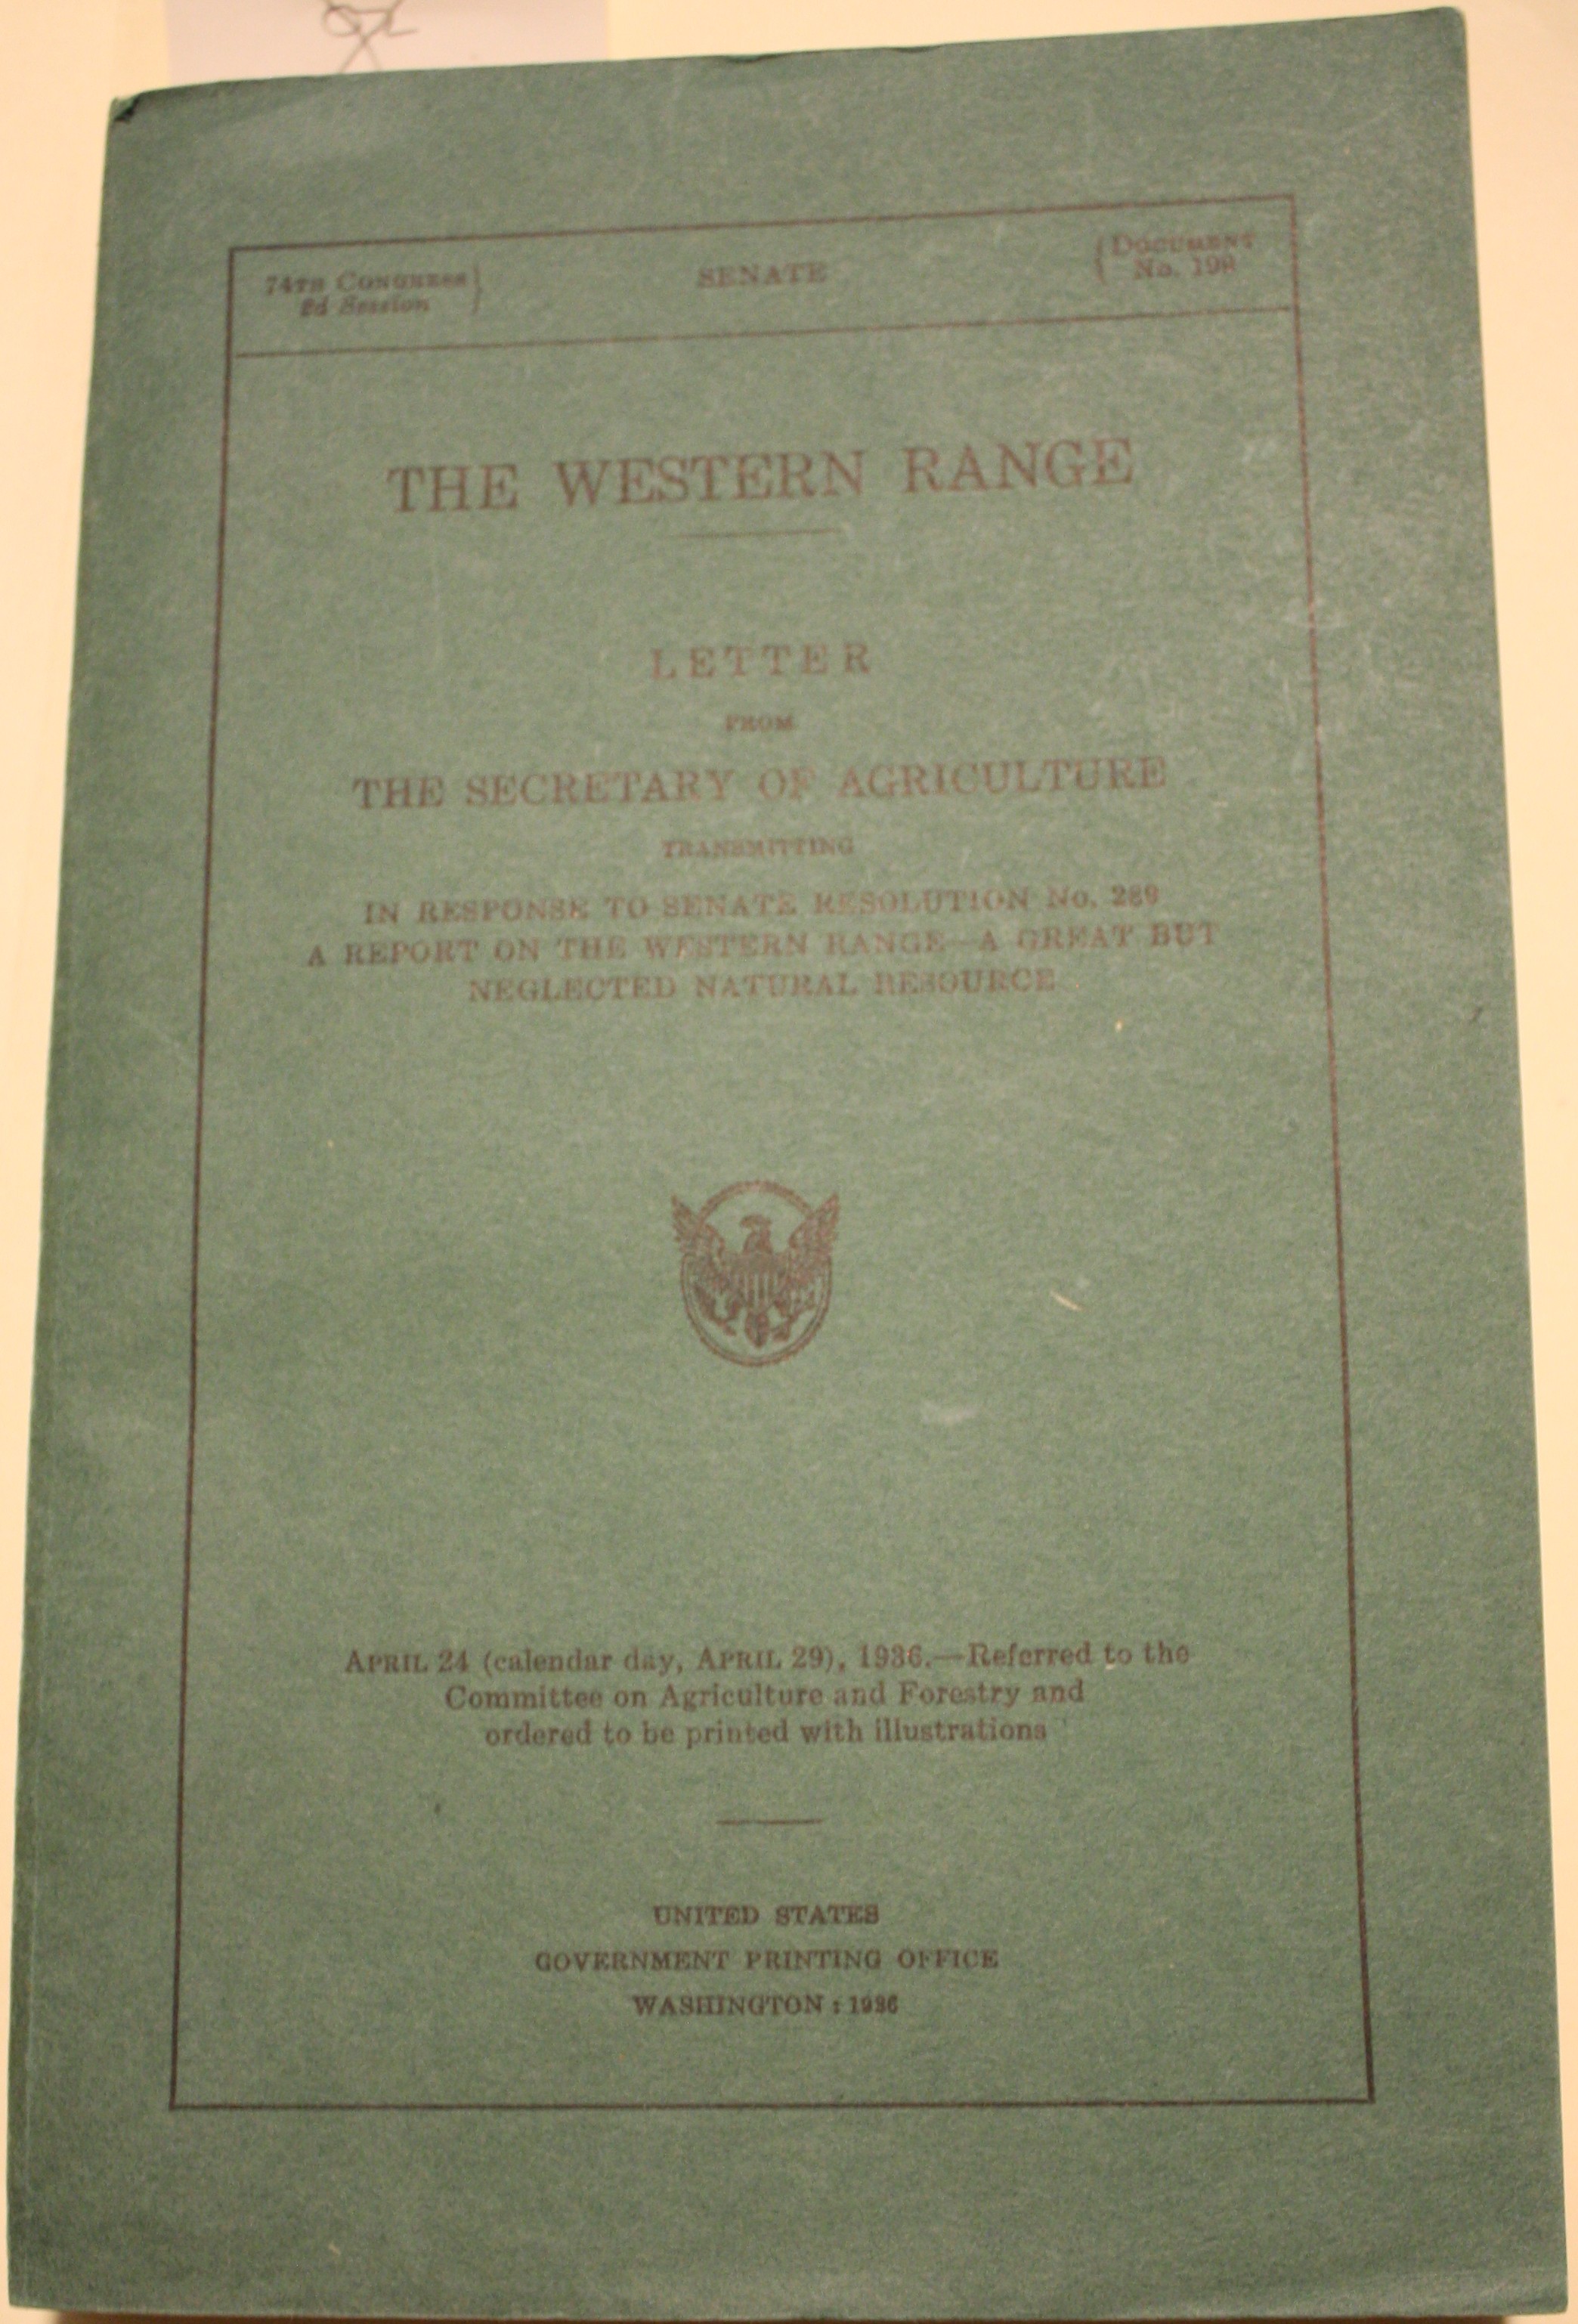 74TH CONGRESS
2d Session
SENATE
DOCUMENT
No. 199
THE WESTERN RANGE
LETTER
FROM
THE SECRETARY OF AGRICULTURE
TRANSMITTING
IN RESPONSE TO SENATE RESOLUTION No. 289
A REPORT ON THE WESTERN RANGE—A GREAT BUT
NEGLECTED NATURAL RESOURCE
APRIL 24 (calendar day, APRIL 29), 1936.—Referred to the
Committee on Agriculture and Forestry and
ordered to be printed with illustrations
UNITED STATES
GOVERNMENT PRINTING OFFICE
WASHINGTON : 1936